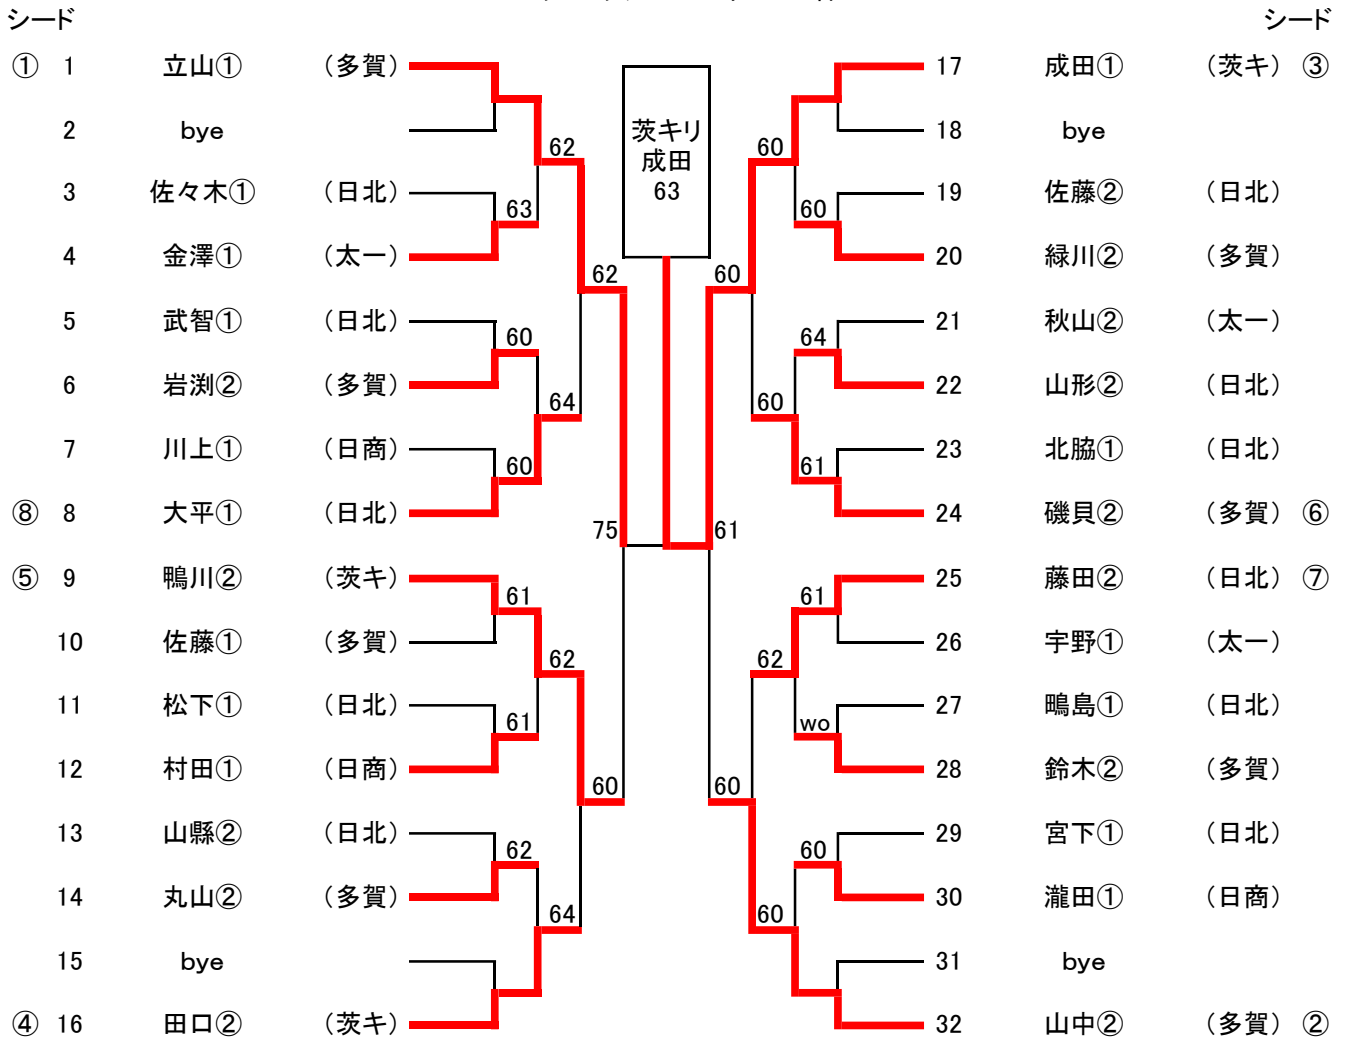 シード
シード
① 1 立山① （多賀）
2 bye
3 佐々木① （日北）
4 金澤① （太一）
5 武智① （日北）
6 岩渕② （多賀）
7 川上① （日商）
⑧ 8 大平① （日北）
⑤ 9 鴨川② （茨キ）
10 佐藤① （多賀）
11 松下① （日北）
12 村田① （日商）
13 山縣② （日北）
14 丸山② （多賀）
15 bye
④ 16 田口② （茨キ）
62
63
62
60
64
60
75
61
62
61
60
62
64
茨キリ
成田
63
60
60
60
64
60
61
61
61
62
wo
60
60
60
17 成田① （茨キ） ③
18 bye
19 佐藤② （日北）
20 緑川② （多賀）
21 秋山② （太一）
22 山形② （日北）
23 北脇① （日北）
24 磯貝② （多賀） ⑥
25 藤田② （日北） ⑦
26 宇野① （太一）
27 鴫島① （日北）
28 鈴木② （多賀）
29 宮下① （日北）
30 瀧田① （日商）
31 bye
32 山中② （多賀） ②